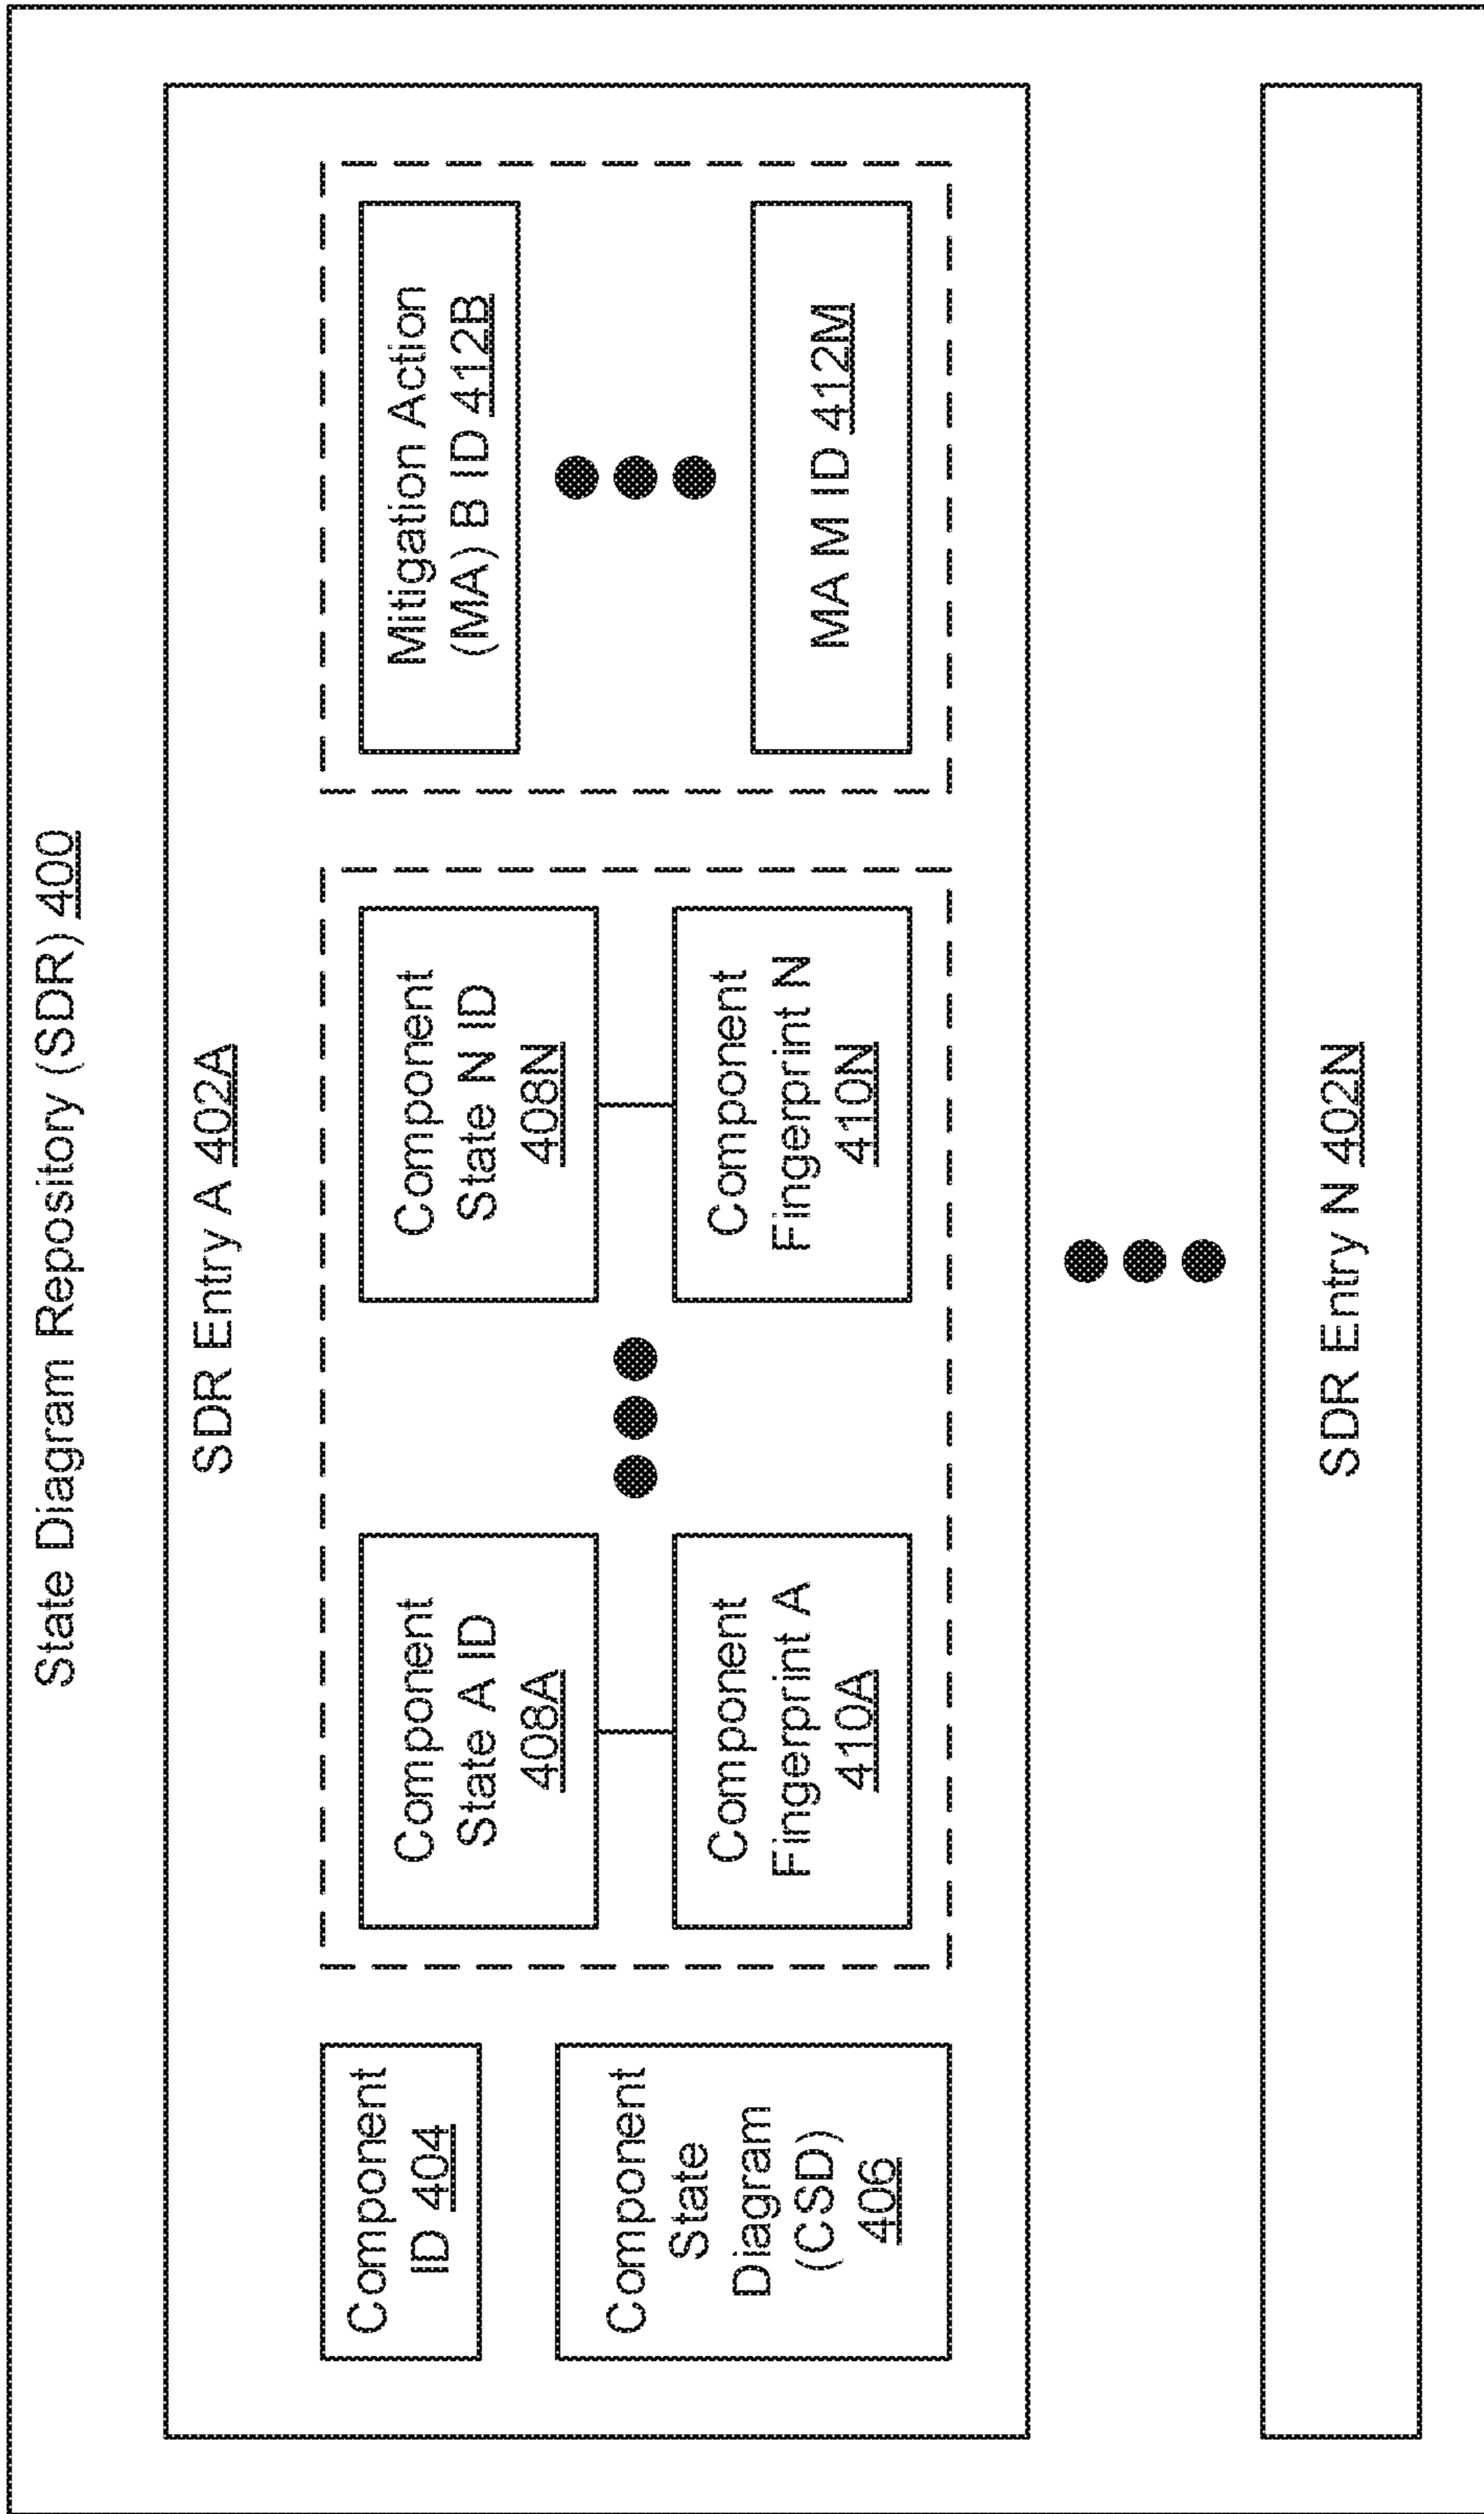 State Diagram Repository (SDR) 400
SDR Entry A 402A
Component
ID 404
Component
State
Diagram
(CSD)
406
Component
State A ID
408A
Component
Fingerprint A
410A
Component
State N ID
408N
Component
Fingerprint N
410N
Mitigation Action
(MA) B ID 412B
MA M ID 412M
SDR Entry N 402N